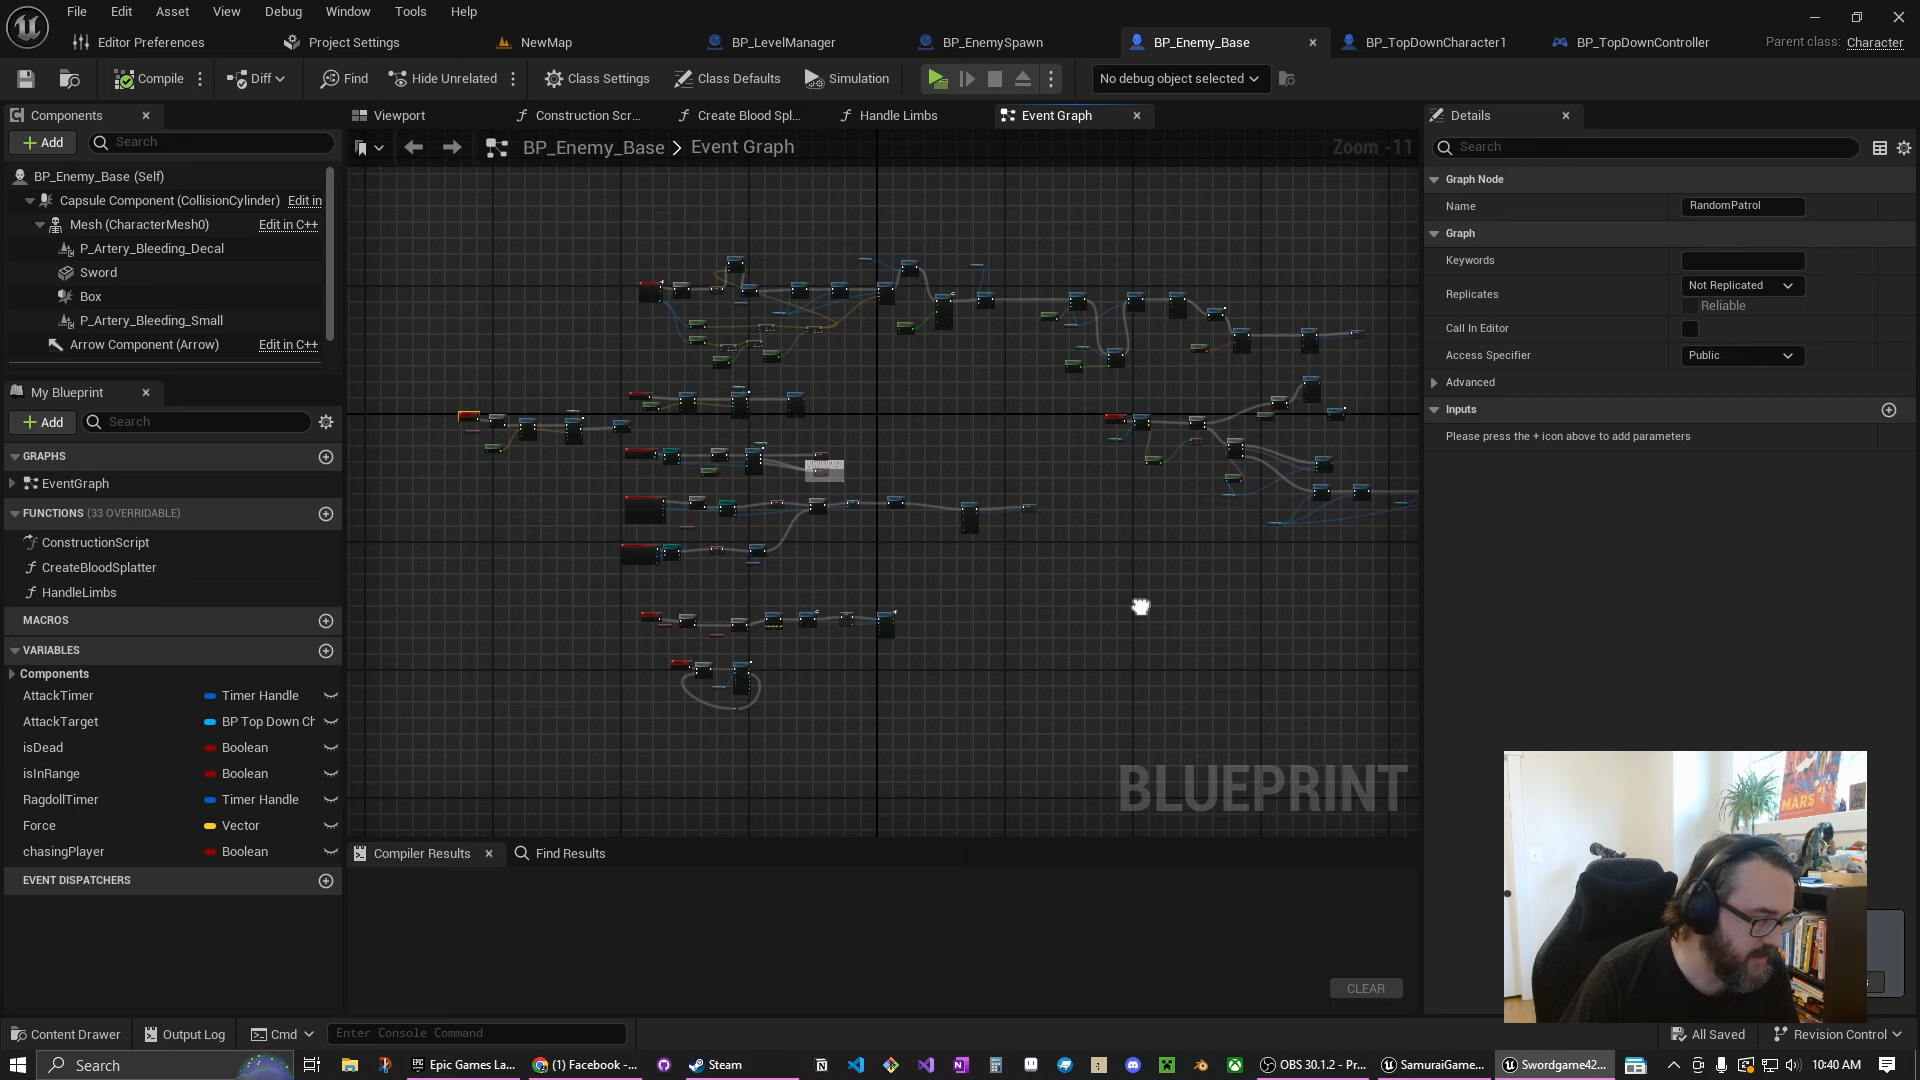 File Edit Asset View Debug Window Tools Help
Editor Preferences Project Settings NewMap BP_LevelManager BP_EnemySpawn BP_Enemy_Base BP_TopDownCharacter1 BP_TopDownController Parent class: Character
Compile Diff Find Hide Unrelated Class Settings Class Defaults Simulation No debug object selected
Components
Add Search
BP_Enemy_Base (Self)
Capsule Component (CollisionCylinder) Edit in
Mesh (CharacterMesh0) Edit in C++
P_Artery_Bleeding_Decal
Sword
Box
P_Artery_Bleeding_Small
Arrow Component (Arrow) Edit in C++
My Blueprint
Add Search
GRAPHS
EventGraph
FUNCTIONS (33 OVERRIDABLE)
ConstructionScript
CreateBloodSplatter
HandleLimbs
MACROS
VARIABLES
Components
AttackTimer Timer Handle
AttackTarget BP Top Down Ch
isDead Boolean
isInRange Boolean
RagdollTimer Timer Handle
Force Vector
chasingPlayer Boolean
EVENT DISPATCHERS
Viewport Construction Scr... Create Blood Spl... Handle Limbs Event Graph
BP_Enemy_Base > Event Graph Zoom -11
BLUEPRINT
Compiler Results Find Results
CLEAR
Details
Search
Graph Node
Name RandomPatrol
Graph
Keywords
Replicates Not Replicated
Reliable
Call In Editor
Access Specifier Public
Advanced
Inputs
Please press the + icon above to add parameters
MARS
Content Drawer Output Log Cmd Enter Console Command All Saved Revision Control
Search Epic Games La... (1) Facebook -... Steam OBS 30.1.2 - Pr... SamuraiGame... Swordgame42... 10:40 AM